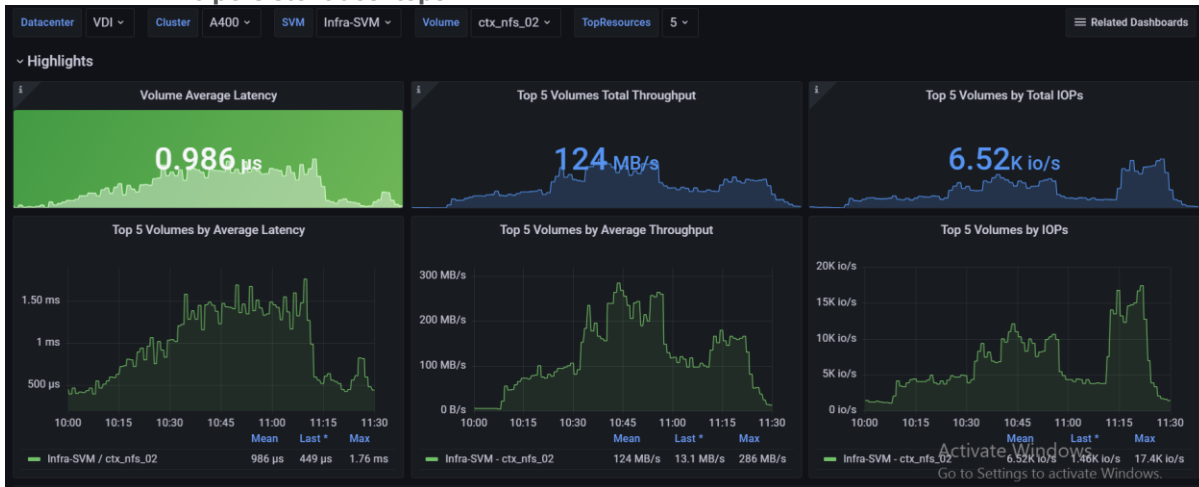 Datacenter VDI Cluster A400 SVM Infra-SVM Volume ctx_nfs_02 TopResources 5 Related Dashboards
Highlights
Volume Average Latency
0.986 µs
Top 5 Volumes Total Throughput
124 MB/s
Top 5 Volumes by Total IOPs
6.52K io/s
Top 5 Volumes by Average Latency
1.50 ms
1 ms
500 µs
10:00 10:15 10:30 10:45 11:00 11:15 11:30
Mean Last * Max
Infra-SVM / ctx_nfs_02 986 µs 449 µs 1.76 ms
Top 5 Volumes by Average Throughput
300 MB/s
200 MB/s
100 MB/s
0 B/s
10:00 10:15 10:30 10:45 11:00 11:15 11:30
Mean Last * Max
Infra-SVM - ctx_nfs_02 124 MB/s 13.1 MB/s 286 MB/s
Top 5 Volumes by IOPs
20K io/s
15K io/s
10K io/s
5K io/s
0 io/s
10:00 10:15 10:30 10:45 11:00 11:15 11:30
Mean Last * Max
Infra-SVM - ctx_nfs_02 6.52K io/s 1.46K io/s 17.4K io/s
Activate Windows
Go to Settings to activate Windows.